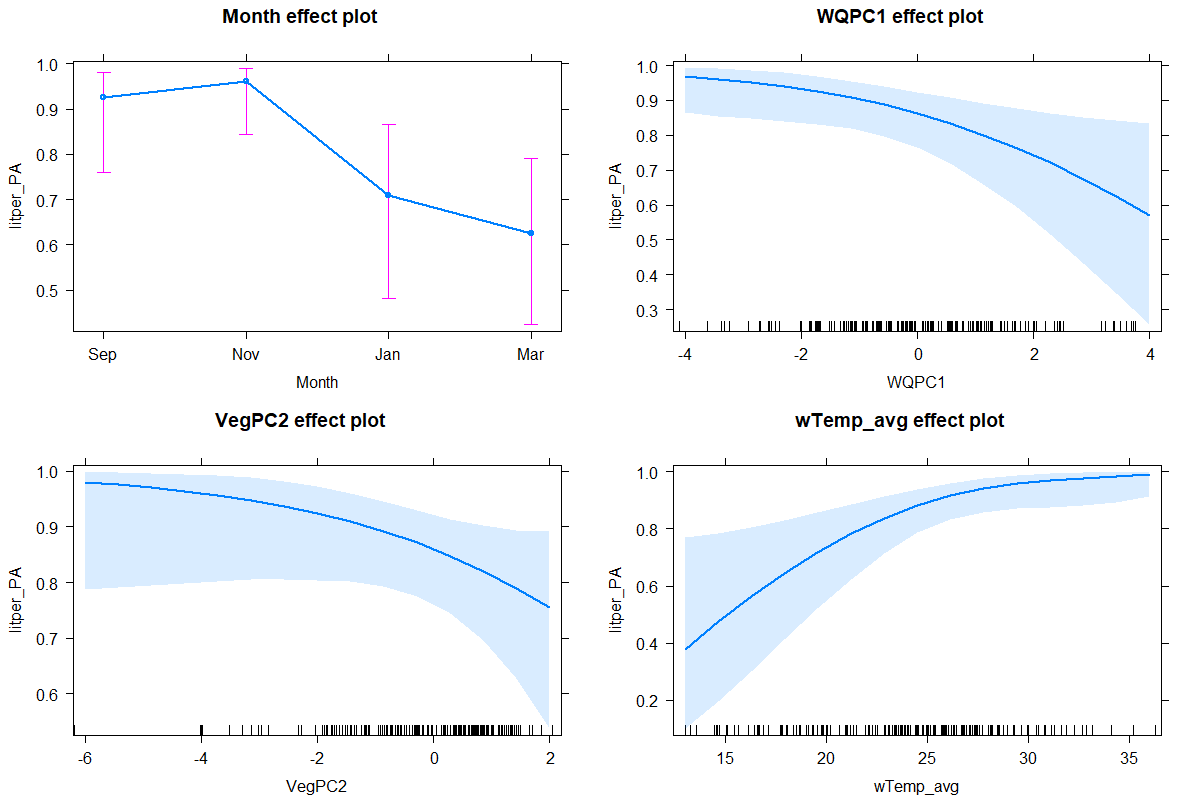 Month effect plot
litper_PA
1.0
0.9
0.8
0.7
0.6
0.5
Sep Nov Jan Mar
Month
WQPC1 effect plot
litper_PA
1.0
0.9
0.8
0.7
0.6
0.5
0.4
0.3
-4 -2 0 2 4
WQPC1
VegPC2 effect plot
litper_PA
1.0
0.9
0.8
0.7
0.6
-6 -4 -2 0 2
VegPC2
wTemp_avg effect plot
litper_PA
1.0
0.8
0.6
0.4
0.2
15 20 25 30 35
wTemp_avg